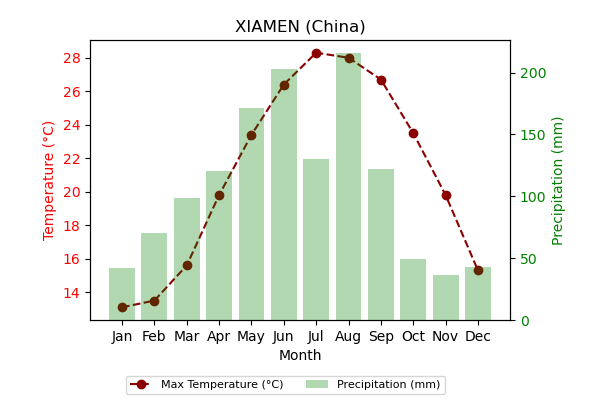 XIAMEN (China)
28
26
24
22
20
18
16
14
Temperature (°C)
200
150
100
50
0
Precipitation (mm)
Jan Feb Mar Apr May Jun Jul Aug Sep Oct Nov Dec
Month
Max Temperature (°C) Precipitation (mm)